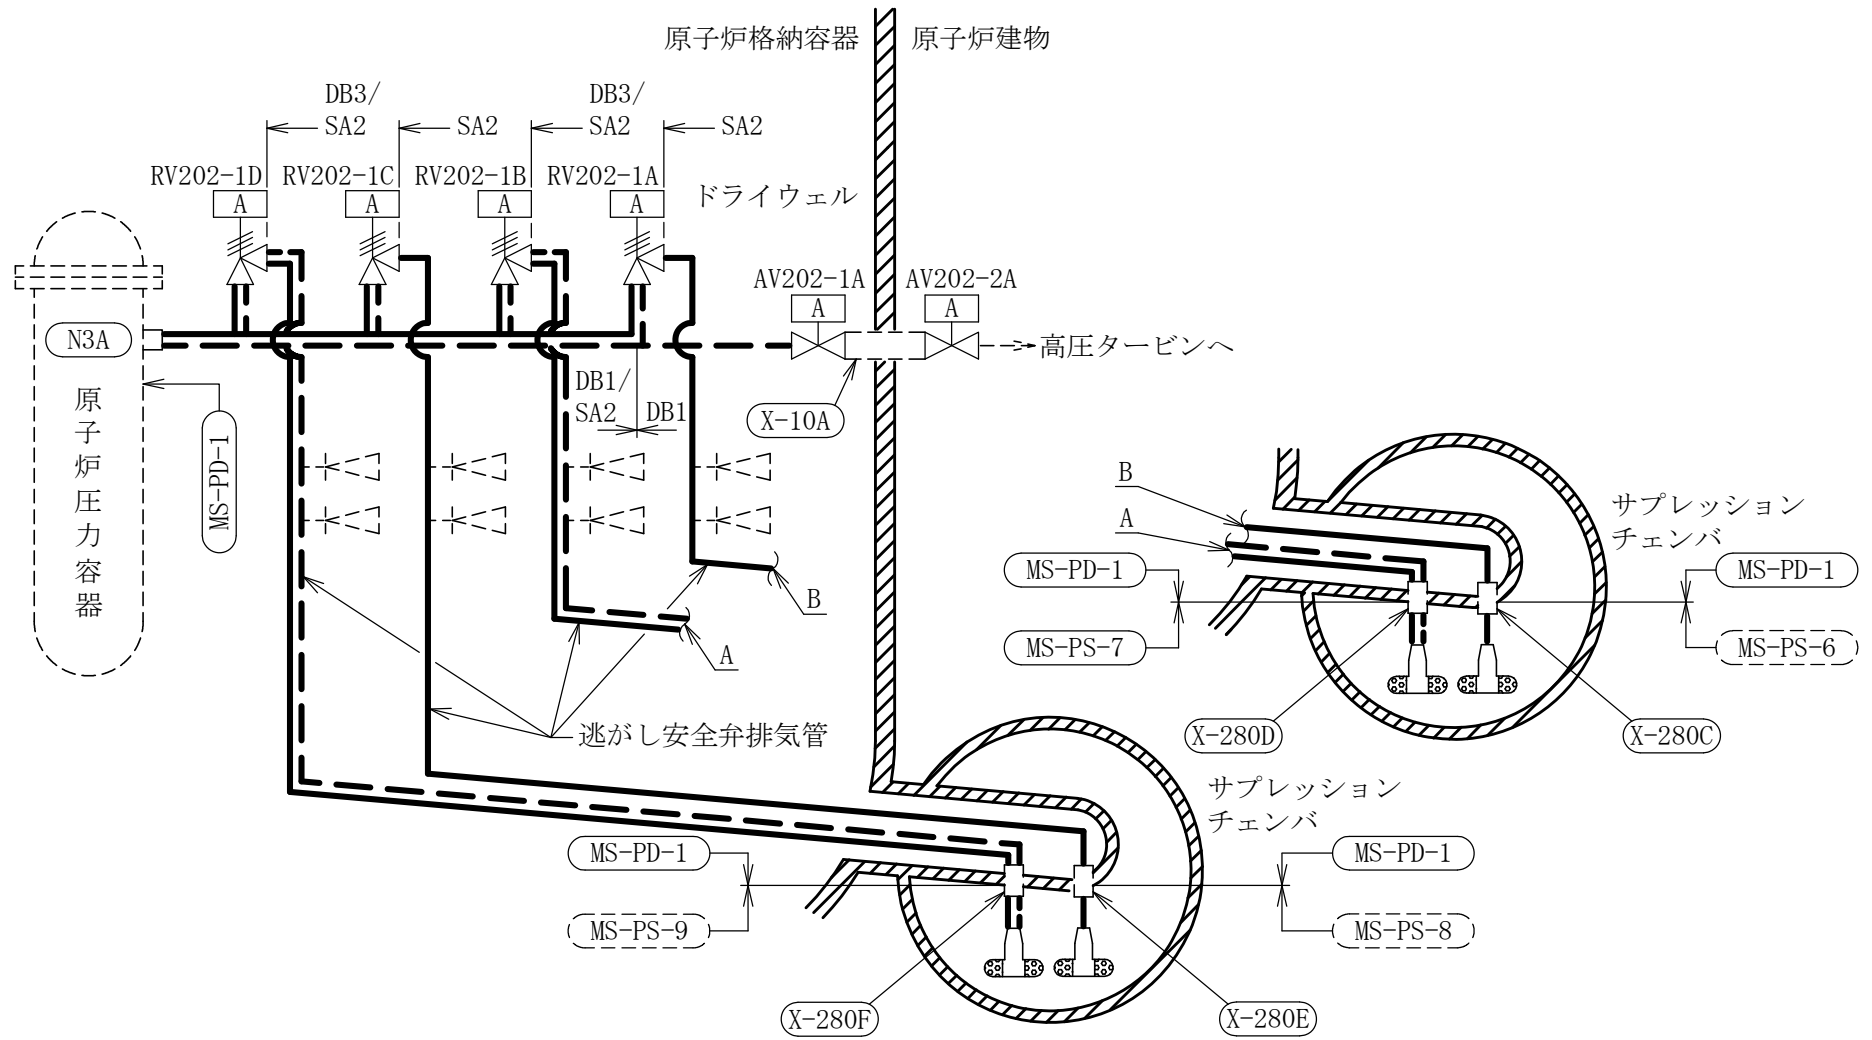 原子炉格納容器
原子炉建物
DB3/
SA2
SA2
DB3/
SA2
SA2
RV202-1D
RV202-1C
RV202-1B
RV202-1A
ドライウェル
A
A
A
A
AV202-1A
AV202-2A
A
A
N3A
高圧タービンへ
原子炉圧力容器
MS-PD-1
DB1/
SA2
DB1
X-10A
B
A
サプレッション
チェンバ
MS-PD-1
MS-PS-7
MS-PD-1
MS-PS-6
B
A
X-280D
X-280C
逃がし安全弁排気管
サプレッション
チェンバ
MS-PD-1
MS-PS-9
MS-PD-1
MS-PS-8
X-280F
X-280E